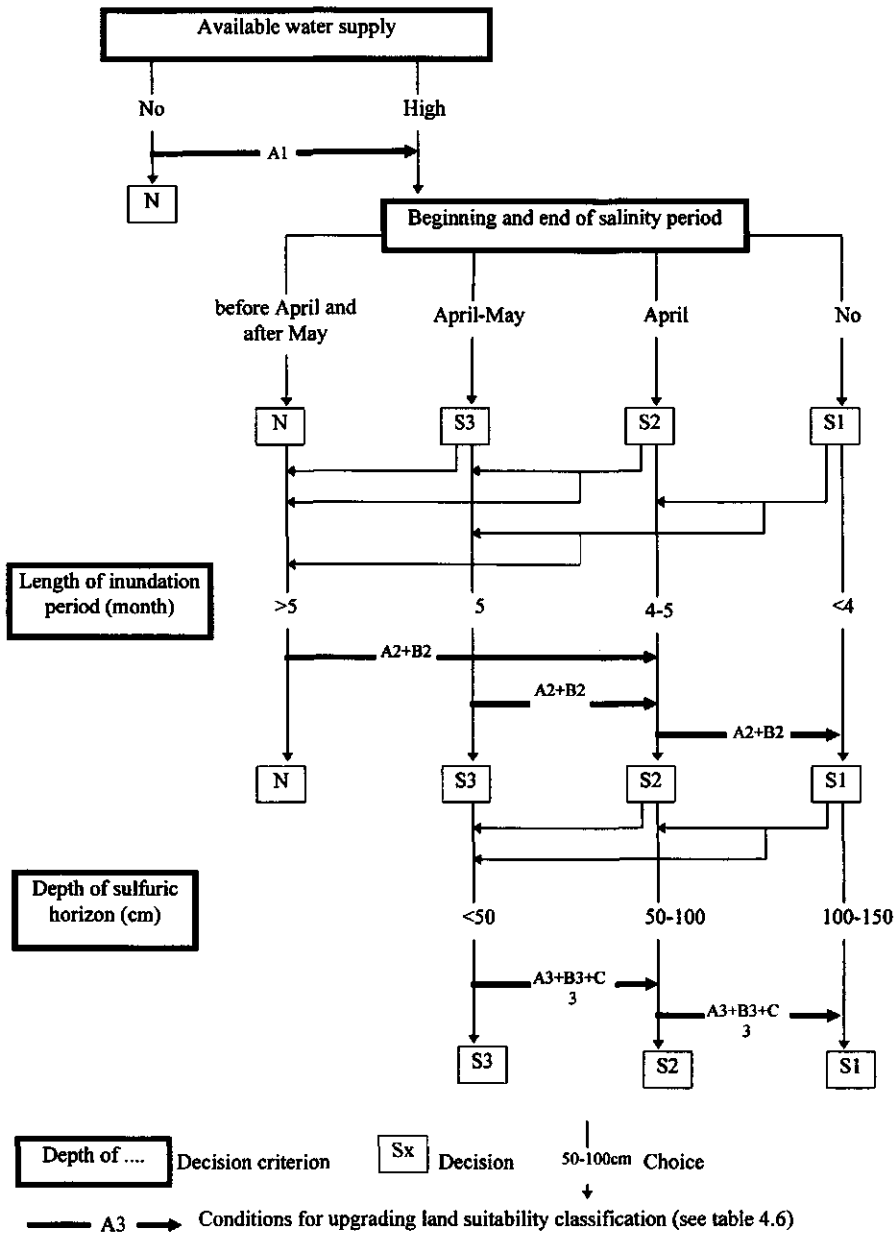 Available water supply
No
High
A1
N
Beginning and end of salinity period
before April and
after May
April-May
April
No
N
S3
S2
S1
Length of inundation
period (month)
>5
5
4-5
<4
A2+B2
A2+B2
A2+B2
N
S3
S2
S1
Depth of sulfuric
horizon (cm)
<50
50-100
100-150
A3+B3+C
3
A3+B3+C
3
S3
S2
S1
Depth of ....
Decision criterion
Sx
Decision
50-100cm
Choice
A3
Conditions for upgrading land suitability classification (see table 4.6)